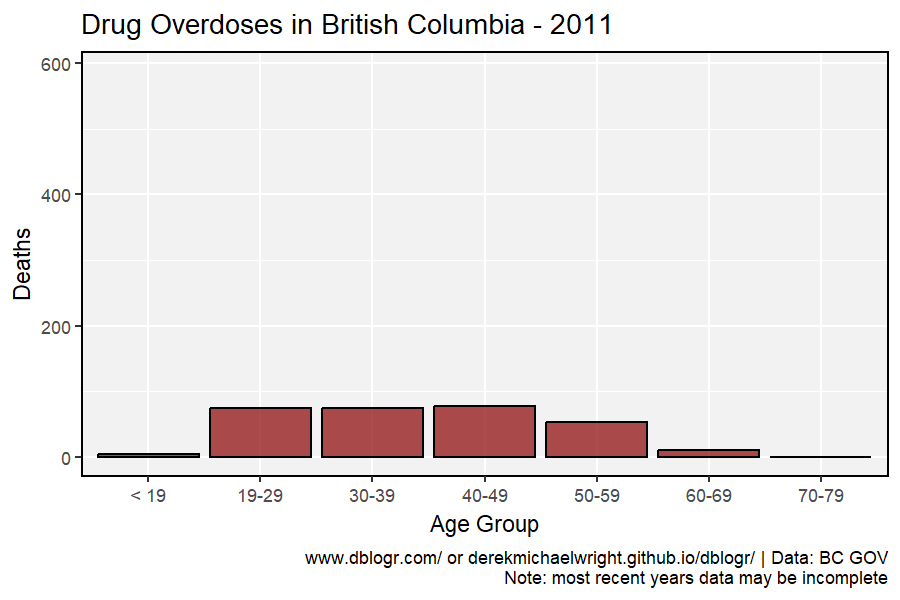 Drug Overdoses in British Columbia - 2011
600
400
200
0
Deaths
< 19 19-29 30-39 40-49 50-59 60-69 70-79
Age Group
www.dblogr.com/ or derekmichaelwright.github.io/dblogr/ | Data: BC GOV
Note: most recent years data may be incomplete